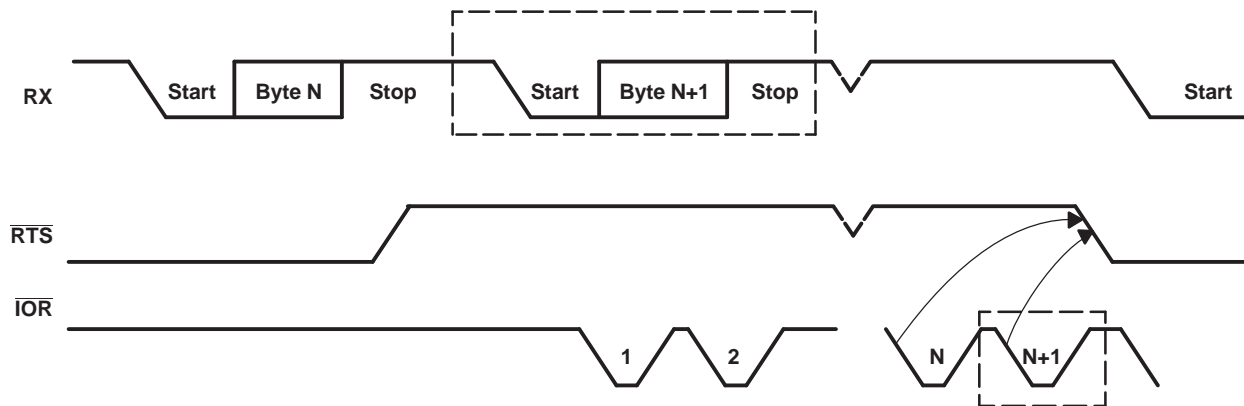 RX Start Byte N Stop Start Byte N+1 Stop Start
RTS
IOR
1 2 N N+1